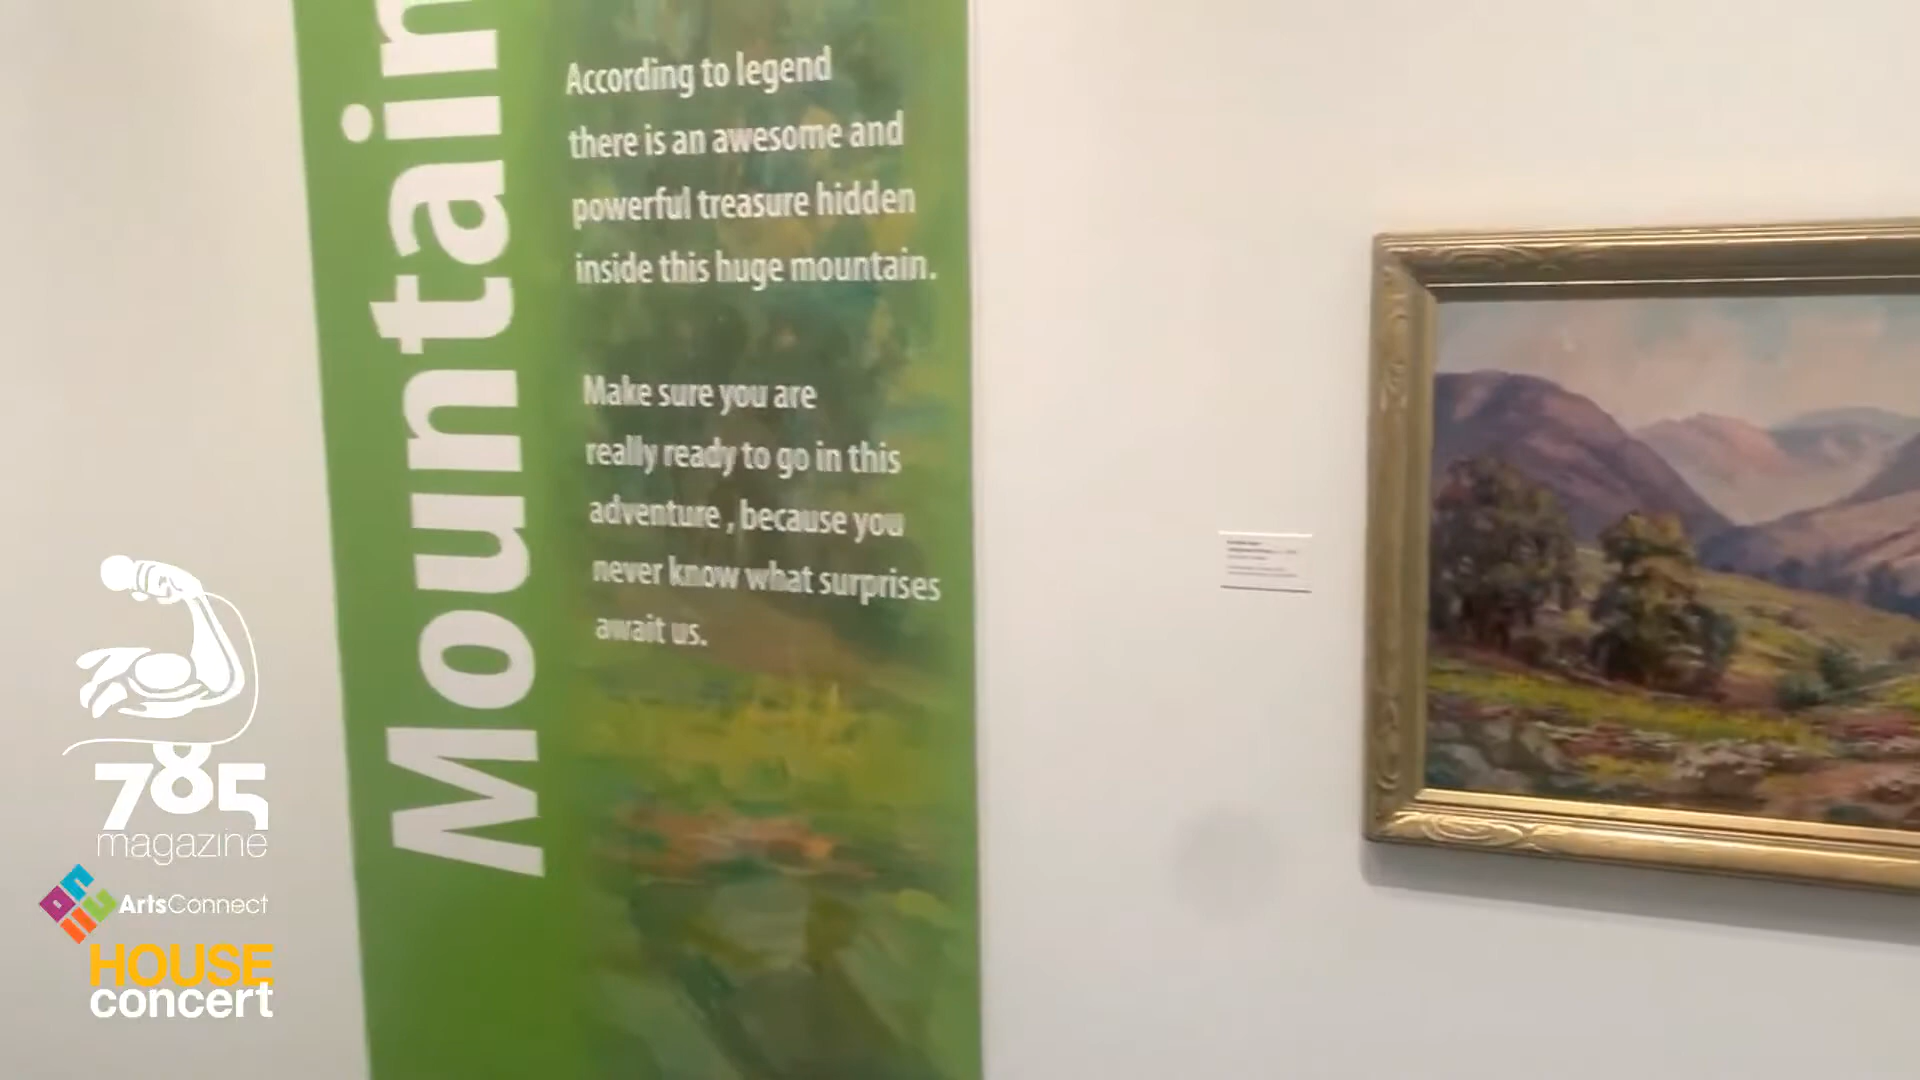 Mountain
According to legend
there is an awesome and
powerful treasure hidden
inside this huge mountain.
Make sure you are
really ready to go in this
adventure , because you
never know what surprises
await us.
785
magazine
ArtsConnect
HOUSE
concert